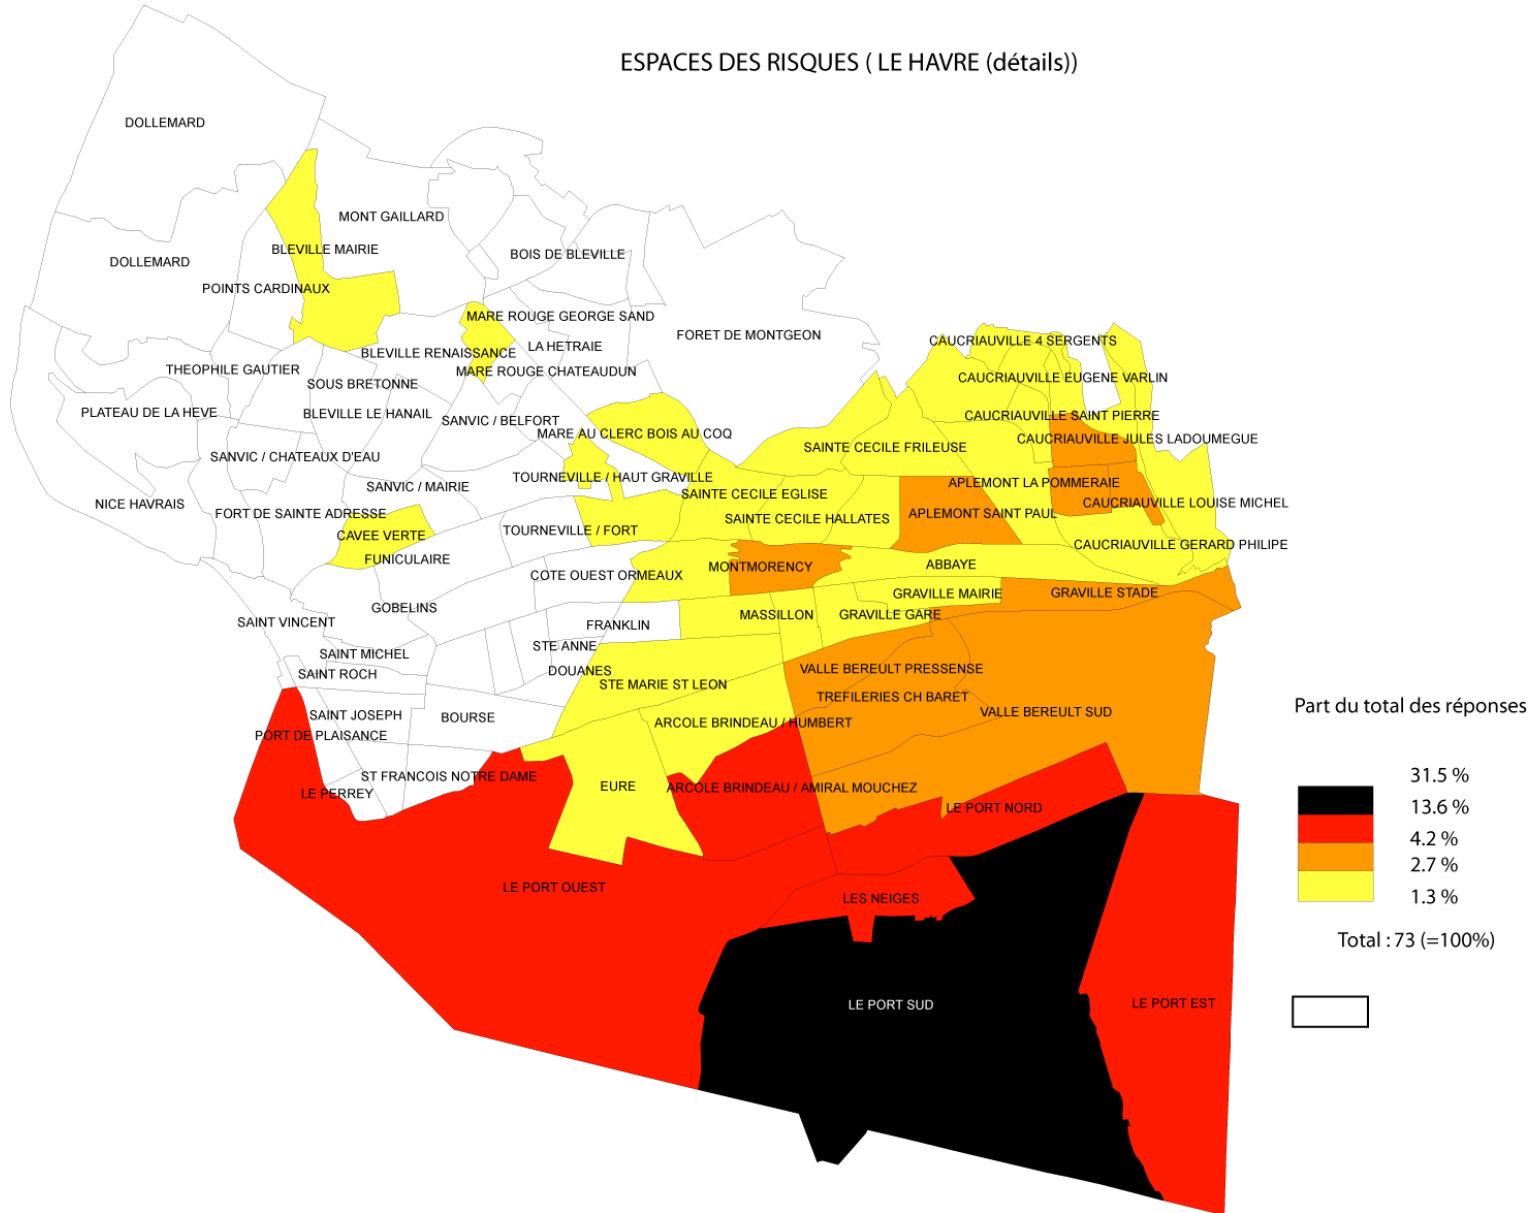 ESPACES DES RISQUES ( LE HAVRE (détails))
DOLLEMARD
MONT GAILLARD
BLEVILLE MAIRIE
BOIS DE BLEVILLE
DOLLEMARD
POINTS CARDINAUX
MARE ROUGE GEORGE SAND
FORET DE MONTGEON
CAUCRIAUVILLE 4 SERGENTS
LA HETRAIE
BLEVILLE RENAISSANCE
THEOPHILE GAUTIER
MARE ROUGE CHATEAUDUN
CAUCRIAUVILLE EUGENE VARLIN
SOUS BRETONNE
PLATEAU DE LA HEVE
BLEVILLE LE HANAIL
SANVIC / BELFORT
CAUCRIAUVILLE SAINT PIERRE
MARE AU CLERC BOIS AU COQ
CAUCRIAUVILLE JULES LADOUMEGUE
SAINTE CECILE FRILEUSE
SANVIC / CHATEAUX D'EAU
TOURNEVILLE / HAUT GRAVILLE
SANVIC / MAIRIE
APLEMONT LA POMMERAIE
SAINTE CECILE EGLISE
NICE HAVRAIS
CAUCRIAUVILLE LOUISE MICHEL
FORT DE SAINTE ADRESSE
APLEMONT SAINT PAUL
SAINTE CECILE HALLATES
TOURNEVILLE / FORT
CAVEE VERTE
CAUCRIAUVILLE GERARD PHILIPE
FUNICULAIRE
ABBAYE
MONTMORENCY
COTE OUEST ORMEAUX
GRAVILLE MAIRIE
GRAVILLE STADE
GOBELINS
GRAVILLE GARE
MASSILLON
SAINT VINCENT
FRANKLIN
STE ANNE
SAINT MICHEL
VALLE BEREULT PRESSENSE
DOUANES
SAINT ROCH
STE MARIE ST LEON
TREFILERIES CH BARET
VALLE BEREULT SUD
SAINT JOSEPH
BOURSE
ARCOLE BRINDEAU / HUMBERT
PORT DE PLAISANCE
ST FRANCOIS NOTRE DAME
EURE
ARCOLE BRINDEAU / AMIRAL MOUCHEZ
LE PERREY
LE PORT NORD
LE PORT OUEST
LES NEIGES
LE PORT SUD
LE PORT EST
Part du total des réponses
31.5 %
13.6 %
4.2 %
2.7 %
1.3 %
Total : 73 (=100%)